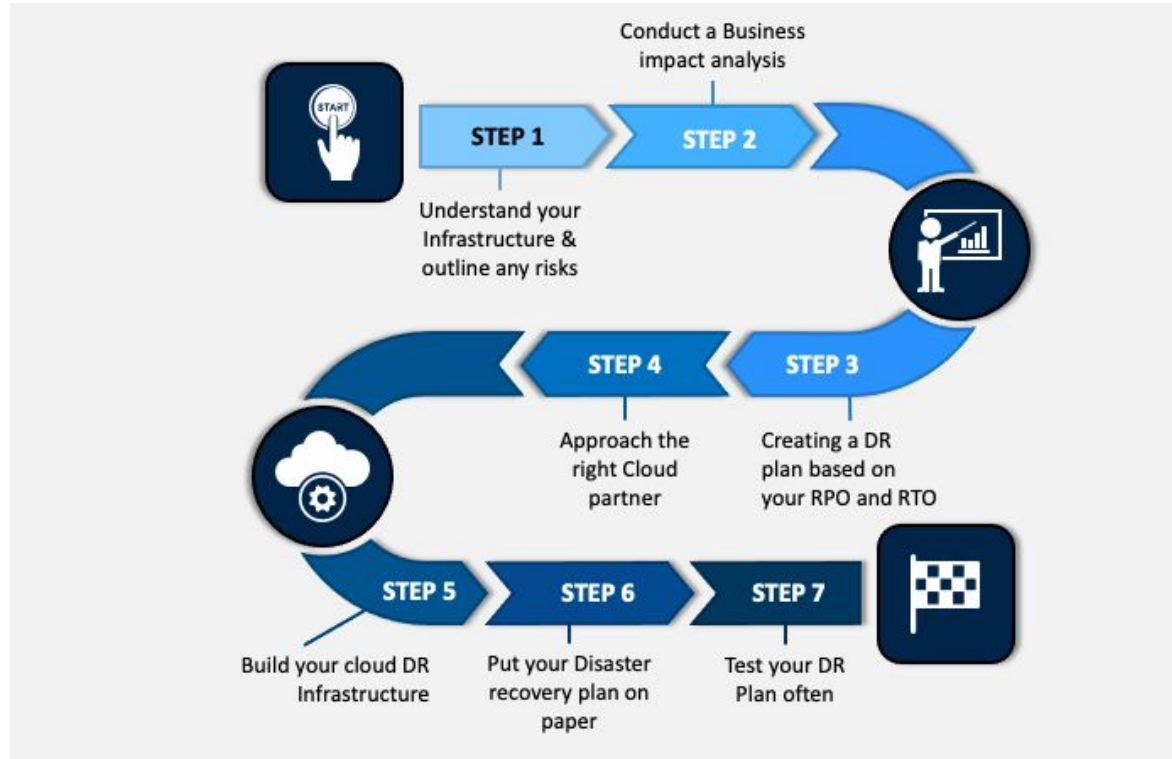 START
STEP 1
Understand your
Infrastructure &
outline any risks
Conduct a Business
impact analysis
STEP 2
STEP 3
Creating a DR
plan based on
your RPO and RTO
STEP 4
Approach the
right Cloud
partner
STEP 5
Build your cloud DR
Infrastructure
STEP 6
Put your Disaster
recovery plan on
paper
STEP 7
Test your DR
Plan often